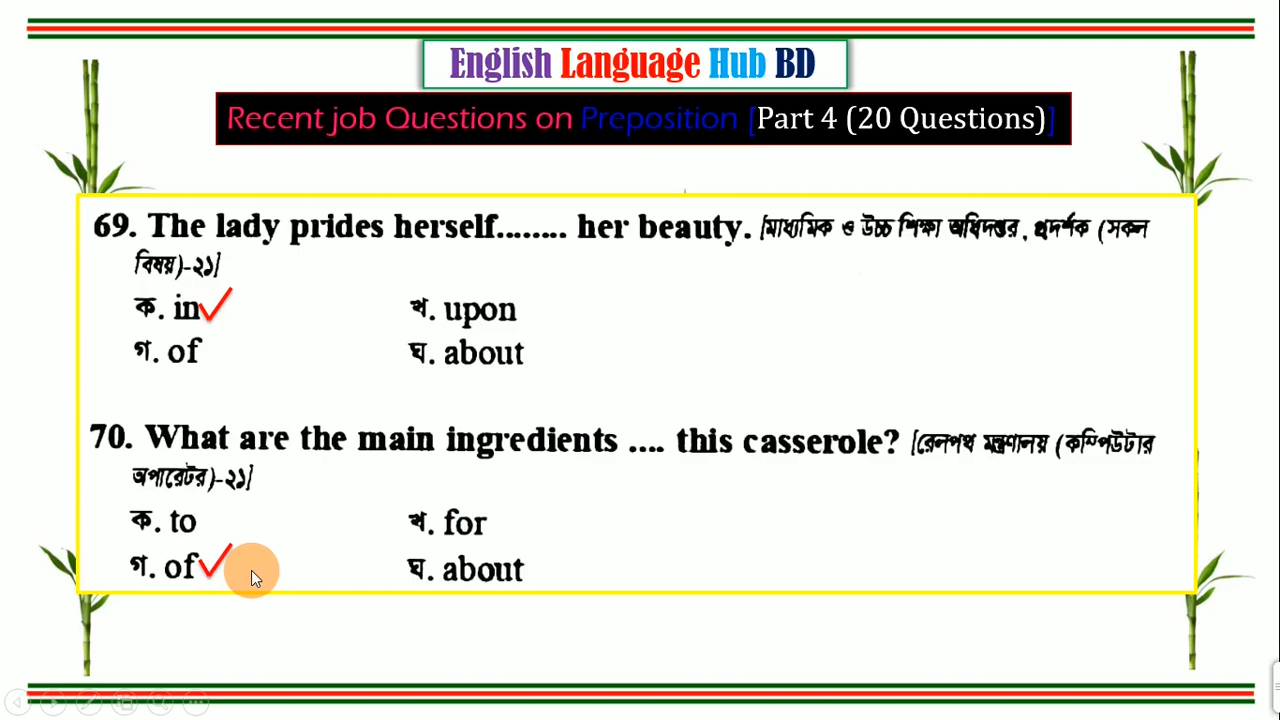 English Language Hub BD
Recent job Questions on Preposition [Part 4 (20 Questions)]
69. The lady prides herself........ her beauty. [মাধ্যমিক ও উচ্চ শিক্ষা অধিদপ্তর, প্রদর্শক (সকল
বিষয়)-২১]
ক. in খ. upon
গ. of ঘ. about
70. What are the main ingredients .... this casserole? [রেলপথ মন্ত্রণালয় (কম্পিউটার
অপারেটর)-২১]
ক. to খ. for
গ. of ঘ. about